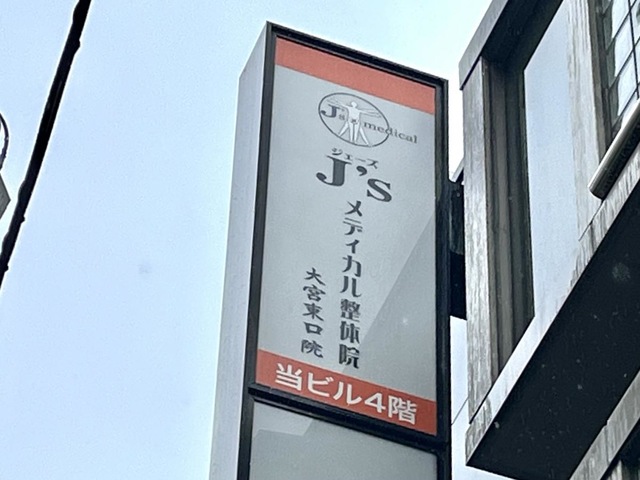 J's medical
ジェーズ
J's
メディカル整体院
大宮東口院
当ビル4階